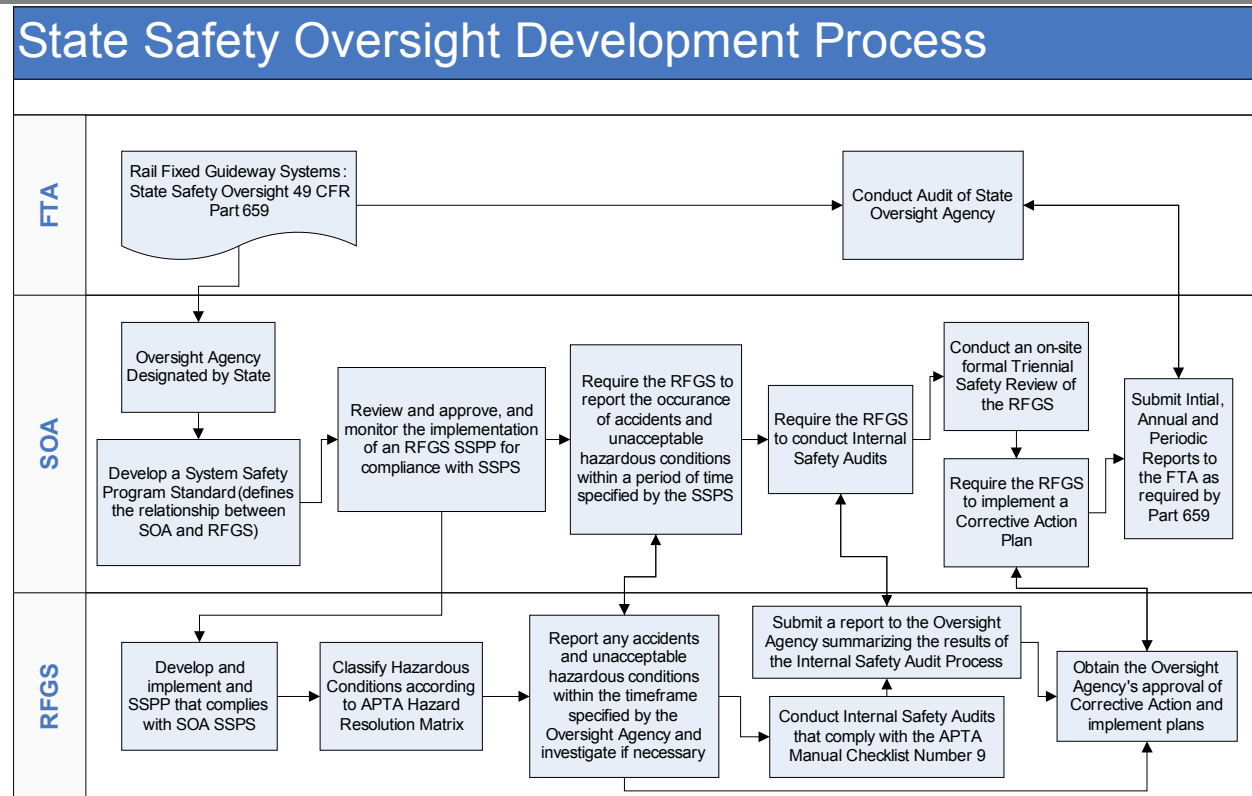 State Safety Oversight Development Process
FTA
Rail Fixed Guideway Systems :
State Safety Oversight 49 CFR
Part 659
Conduct Audit of State
Oversight Agency
SOA
Oversight Agency
Designated by State
Develop a System Safety
Program Standard (defines
the relationship between
SOA and RFGS)
Review and approve, and
monitor the implementation
of an RFGS SSPP for
compliance with SSPS
Require the RFGS to
report the occurance
of accidents and
unacceptable
hazardous conditions
within a period of time
specified by the SSPS
Require the RFGS
to conduct Internal
Safety Audits
Conduct an on-site
formal Triennial
Safety Review of
the RFGS
Require the RFGS
to implement a
Corrective Action
Plan
Submit Intial,
Annual and
Periodic
Reports to
the FTA as
required by
Part 659
RFGS
Develop and
implement and
SSPP that complies
with SOA SSPS
Classify Hazardous
Conditions according
to APTA Hazard
Resolution Matrix
Report any accidents
and unacceptable
hazardous conditions
within the timeframe
specified by the
Oversight Agency and
investigate if necessary
Submit a report to the Oversight
Agency summarizing the results of
the Internal Safety Audit Process
Conduct Internal Safety Audits
that comply with the APTA
Manual Checklist Number 9
Obtain the Oversight
Agency's approval of
Corrective Action and
implement plans